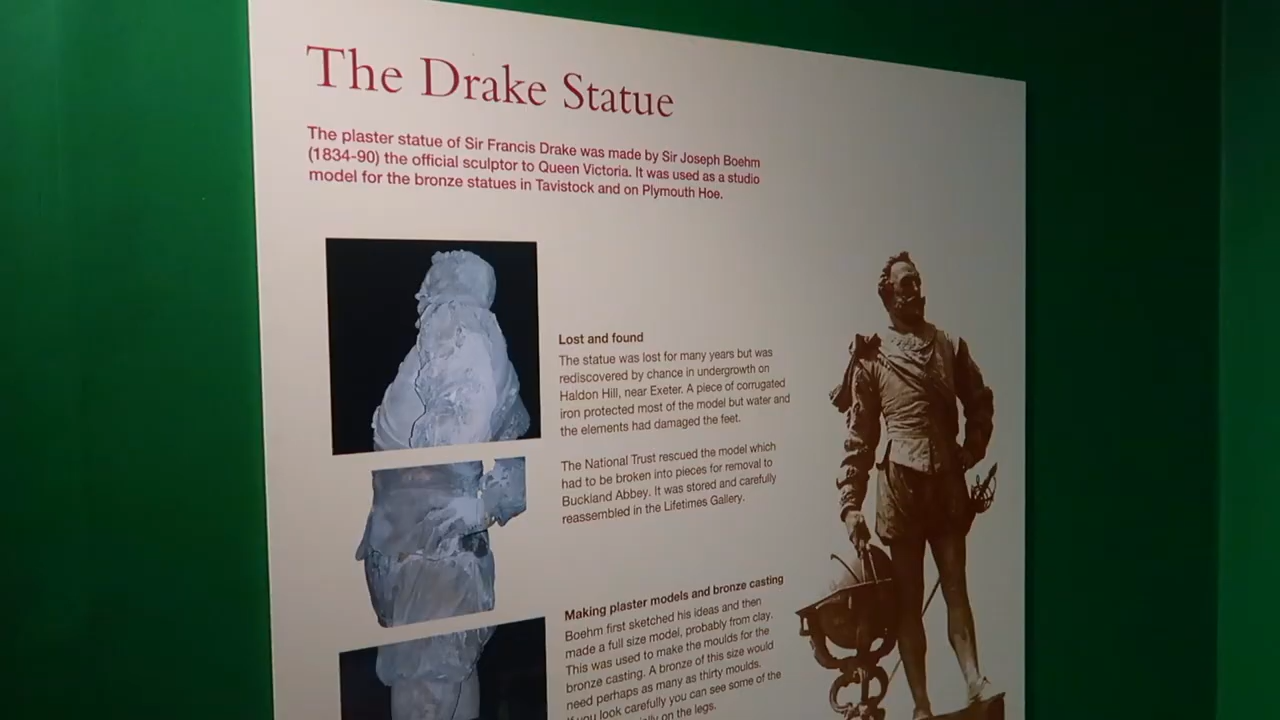 The Drake Statue
The plaster statue of Sir Francis Drake was made by Sir Joseph Boehm
(1834-90) the official sculptor to Queen Victoria. It was used as a studio
model for the bronze statues in Tavistock and on Plymouth Hoe.
Lost and found
The statue was lost for many years but was
rediscovered by chance in undergrowth on
Haldon Hill, near Exeter. A piece of corrugated
iron protected most of the model but water and
the elements had damaged the feet.
The National Trust rescued the model which
had to be broken into pieces for removal to
Buckland Abbey. It was stored and carefully
reassembled in the Lifetimes Gallery.
Making plaster models and bronze casting
Boehm first sketched his ideas and then
made a full size model, probably from clay.
This was used to make the moulds for the
bronze casting. A bronze of this size would
need perhaps as many as thirty moulds.
If you look carefully you can see some of the
on the legs.